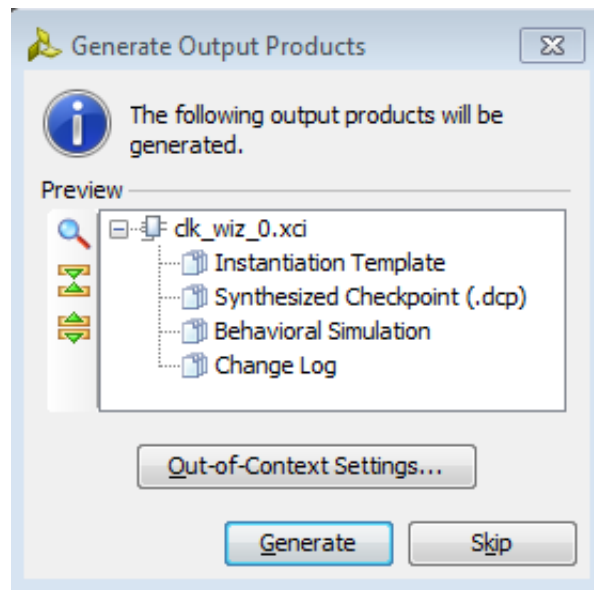 Generate Output Products
The following output products will be
generated.
Preview
clk_wiz_0.xci
Instantiation Template
Synthesized Checkpoint (.dcp)
Behavioral Simulation
Change Log
Out-of-Context Settings...
Generate
Skip